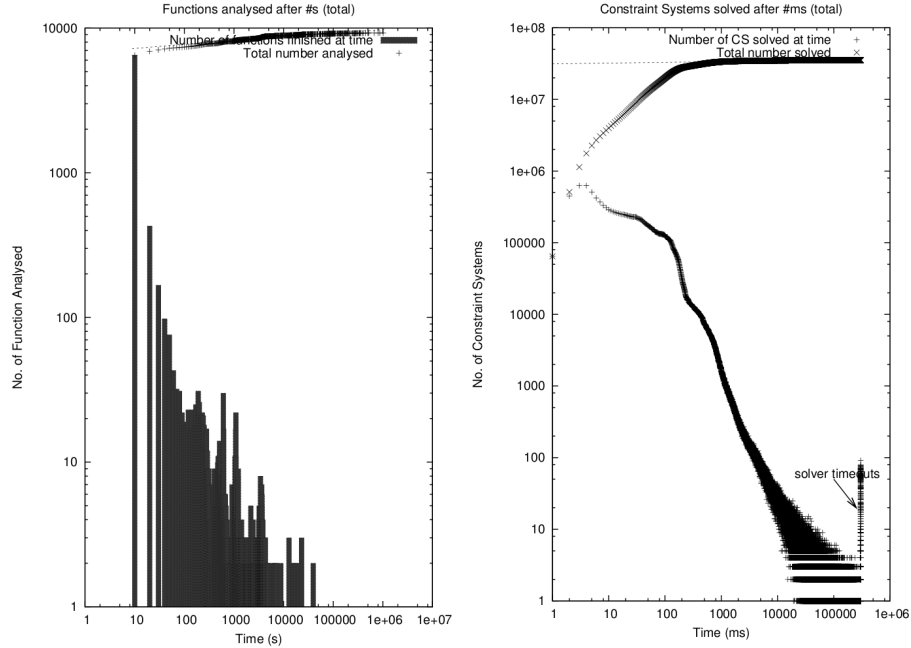 Functions analysed after #s (total)
10000
1000
100
10
1
No. of Function Analysed
Number of functions finished at time
Total number analysed
1
10
100
1000
10000
100000
1e+06
1e+07
Time (s)
Constraint Systems solved after #ms (total)
1e+08
1e+07
1e+06
100000
10000
1000
100
10
1
No. of Constraint Systems
Number of CS solved at time
Total number solved
solver timeouts
1
10
100
1000
10000
100000
1e+06
Time (ms)